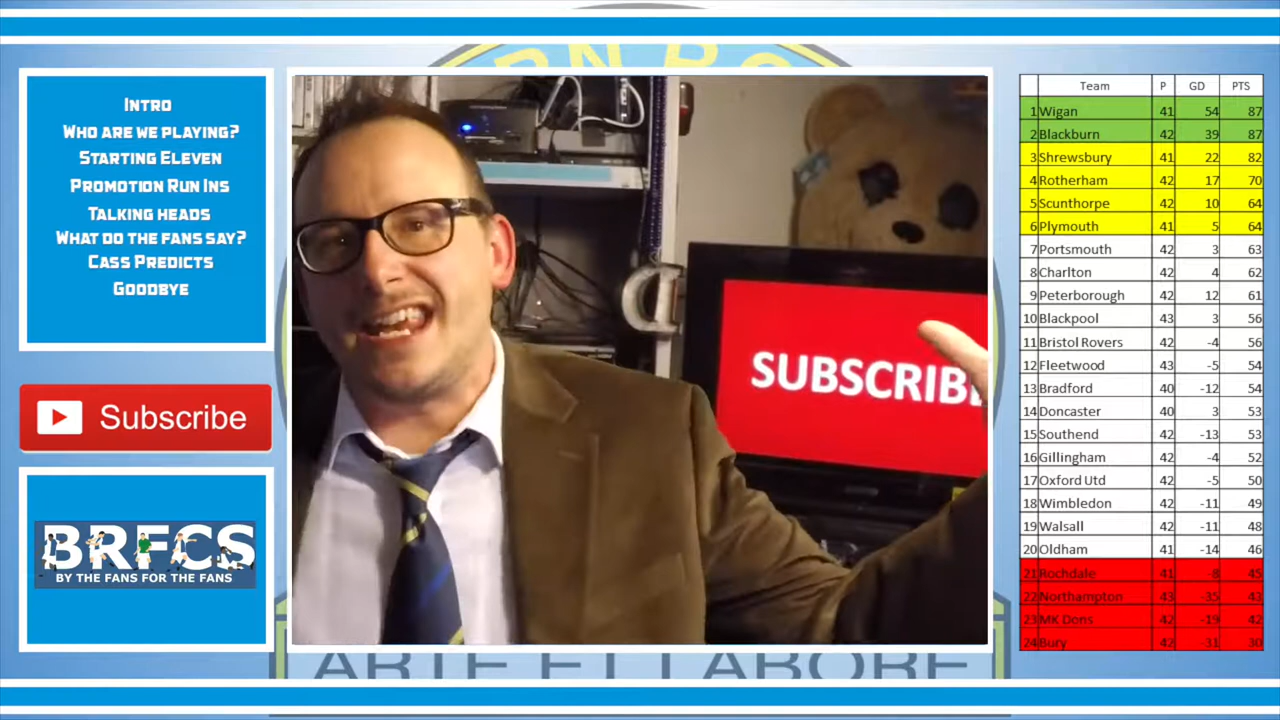 RN RO
INTRO
WHO ARE WE PLAYING?
STARTING ELEVEN
PROMOTION RUN INS
TALKING HEADS
WHAT DO THE FANS SAY?
CASS PREDICTS
GOODBYE
Subscribe
BRFCS
BY THE FANS FOR THE FANS
SUBSCRIBE
Team P GD PTS
1 Wigan 41 54 87
2 Blackburn 42 39 87
3 Shrewsbury 41 22 82
4 Rotherham 42 17 70
5 Scunthorpe 42 10 64
6 Plymouth 41 5 64
7 Portsmouth 42 3 63
8 Charlton 42 4 62
9 Peterborough 42 12 61
10 Blackpool 43 3 56
11 Bristol Rovers 42 -4 56
12 Fleetwood 43 -5 54
13 Bradford 40 -12 54
14 Doncaster 40 3 53
15 Southend 42 -13 53
16 Gillingham 42 -4 52
17 Oxford Utd 42 -5 50
18 Wimbledon 42 -11 49
19 Walsall 42 -11 48
20 Oldham 41 -14 46
21 Rochdale 41 -8 45
22 Northampton 43 -35 43
23 MK Dons 42 -19 42
24 Bury 42 -31 30
ARTE ET LABORE